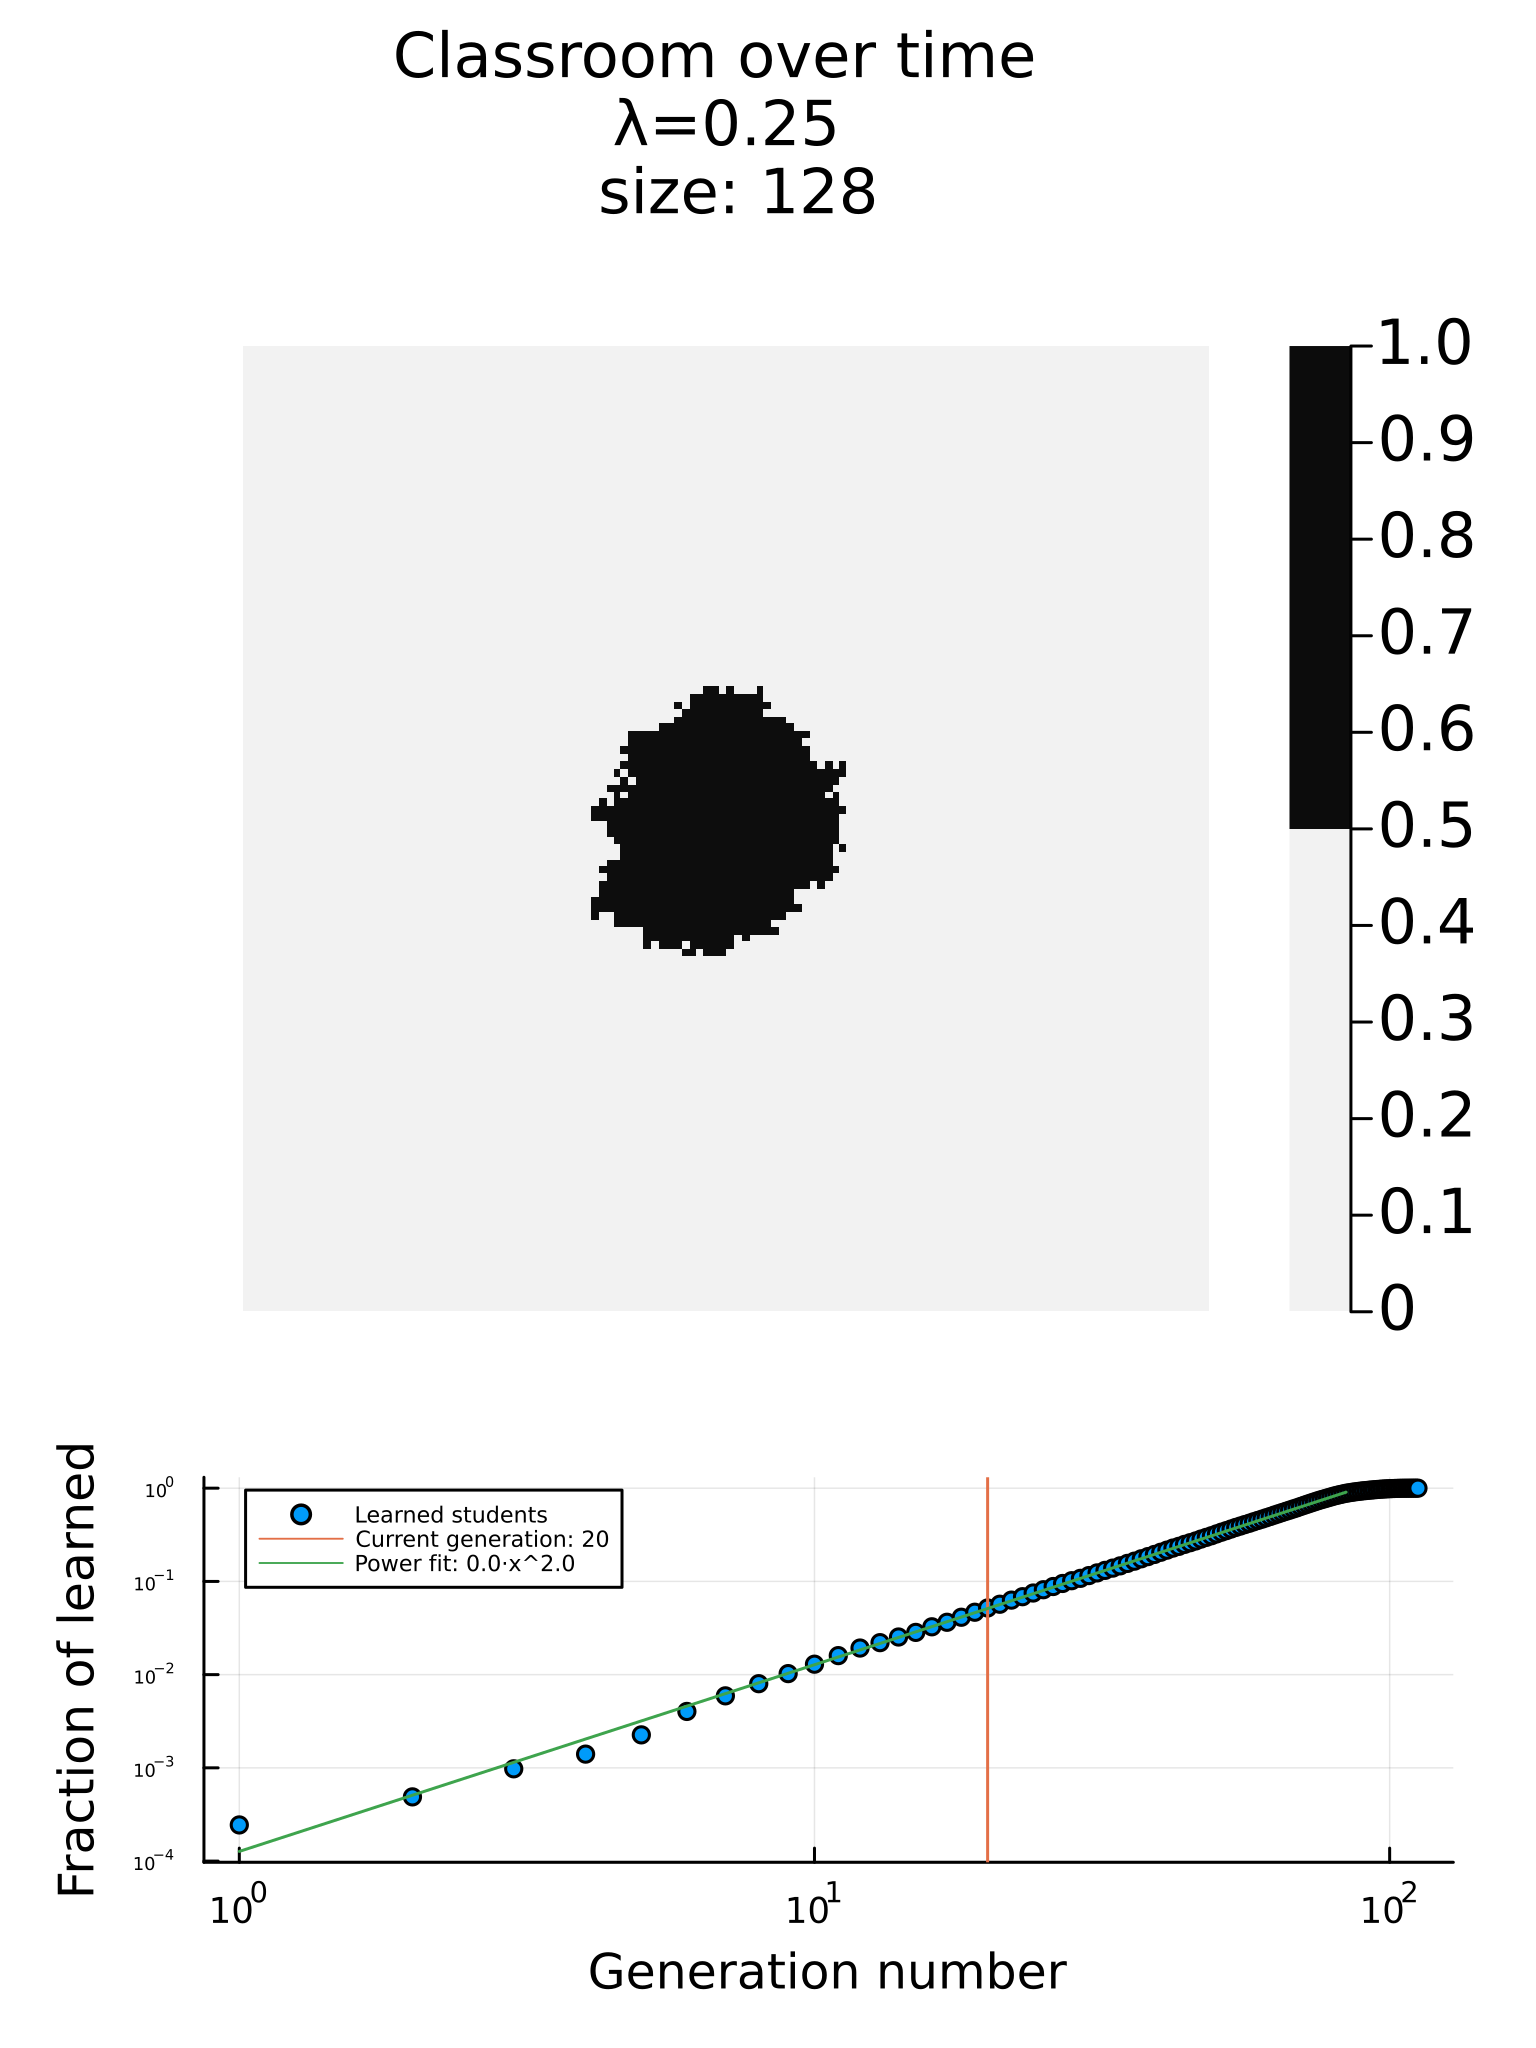 Classroom over time
λ=0.25
size: 128
1.0
0.9
0.8
0.7
0.6
0.5
0.4
0.3
0.2
0.1
0
Fraction of learned
10^0
10^-1
10^-2
10^-3
10^-4
Learned students
Current generation: 20
Power fit: 0.0·x^2.0
10^0 10^1 10^2
Generation number